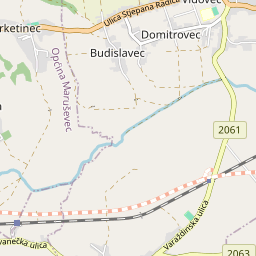 Vidovec
Ulica Stjepana Radića
rketinec
Domitrovec
Budislavec
Općina Maruševec
2061
Varaždinska ulica
vanečka ulica
2063